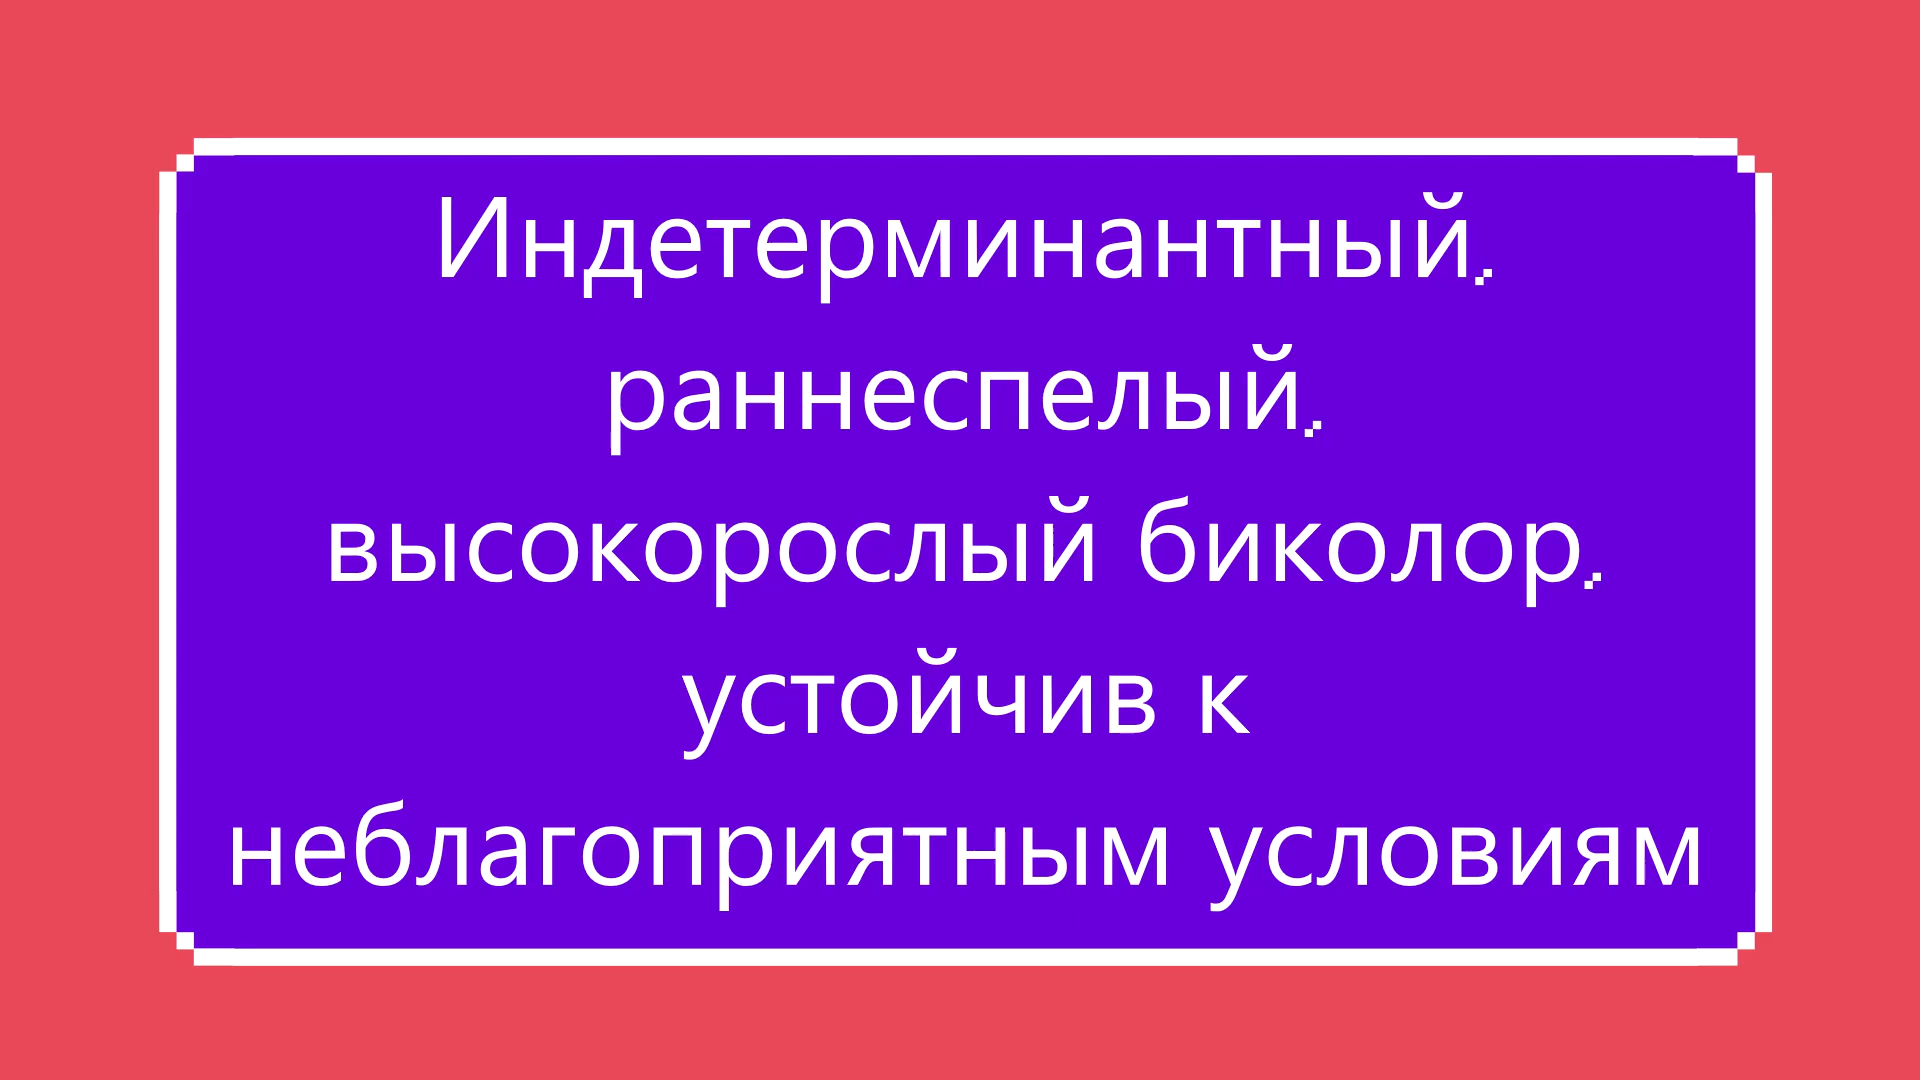 Индетерминантный,
раннеспелый,
высокорослый биколор,
устойчив к
неблагоприятным условиям